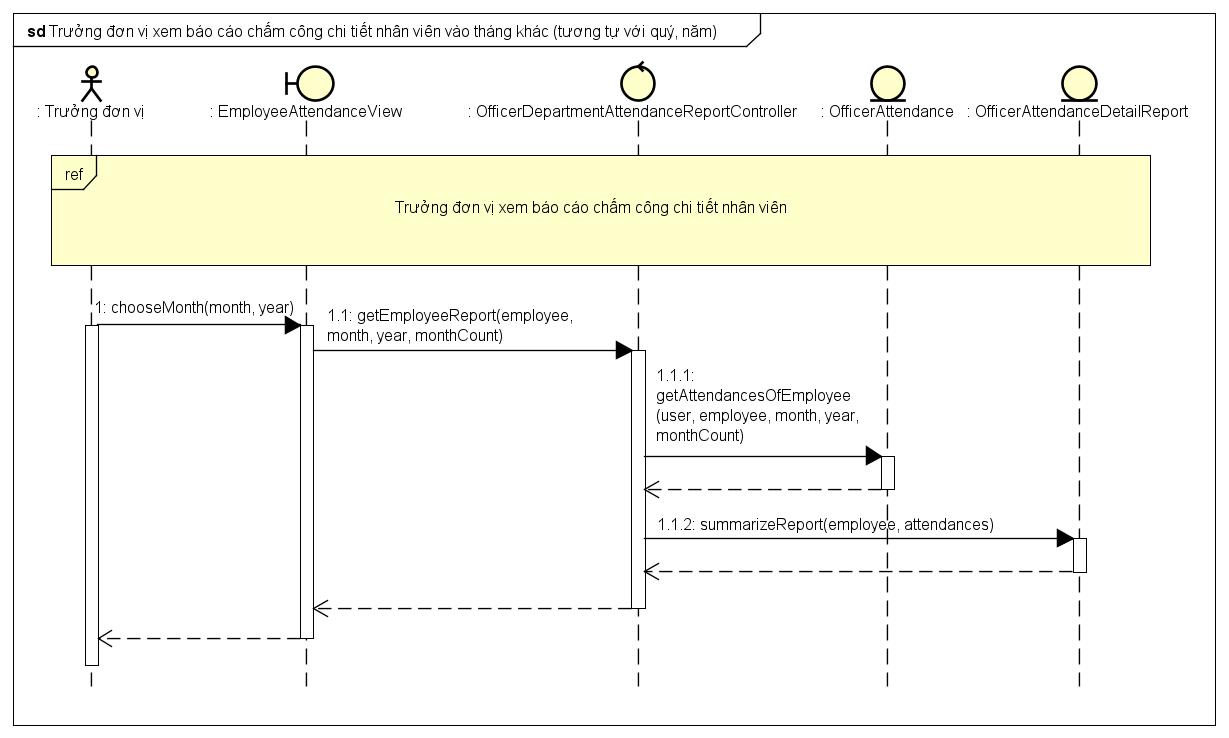 sd Trưởng đơn vị xem báo cáo chấm công chi tiết nhân viên vào tháng khác (tương tự với quý, năm)
: Trưởng đơn vị
: EmployeeAttendanceView
: OfficerDepartmentAttendanceReportController
: OfficerAttendance
: OfficerAttendanceDetailReport
ref
Trưởng đơn vị xem báo cáo chấm công chi tiết nhân viên
1: chooseMonth(month, year)
1.1: getEmployeeReport(employee,
month, year, monthCount)
1.1.1:
getAttendancesOfEmployee
(user, employee, month, year,
monthCount)
1.1.2: summarizeReport(employee, attendances)